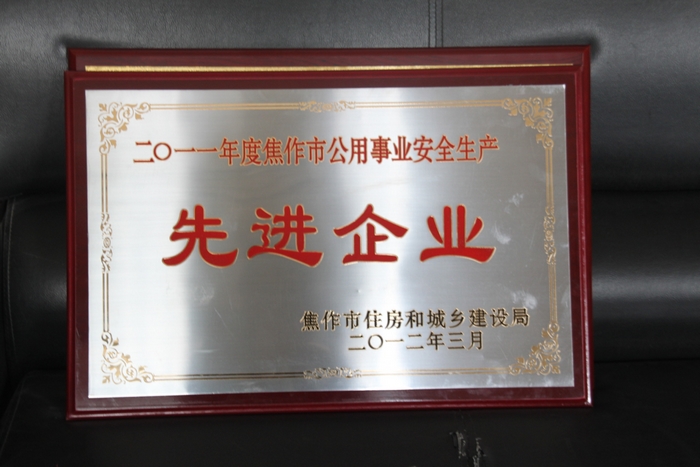 二〇一一年度焦作市公用事业安全生产
先进企业
焦作市住房和城乡建设局
二〇一二年三月